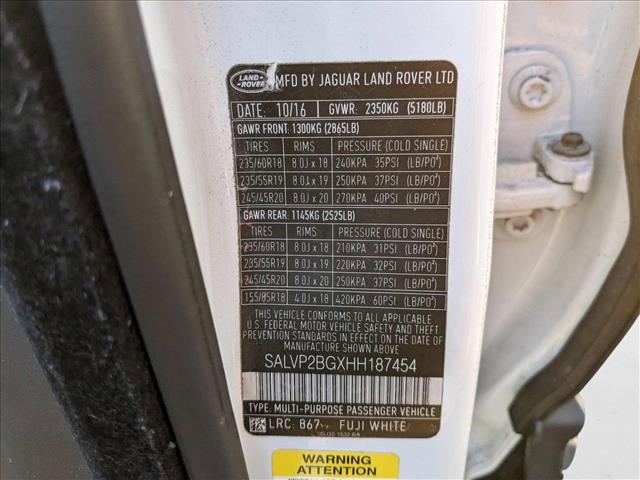 LAND-
ROVER
MFD BY JAGUAR LAND ROVER LTD
DATE: 10/16 GVWR: 2350KG (5180LB)
GAWR FRONT: 1300KG (2865LB)
TIRES RIMS PRESSURE (COLD SINGLE)
235/60R18 8.0J x 18 240KPA 35PSI (LB/PO²)
235/55R19 8.0J x 19 250KPA 37PSI (LB/PO²)
245/45R20 8.0J x 20 270KPA 40PSI (LB/PO²)
GAWR REAR: 1145KG (2525LB)
TIRES RIMS PRESSURE (COLD SINGLE)
235/60R18 8.0J x 18 210KPA 31PSI (LB/PO²)
235/55R19 8.0J x 19 220KPA 32PSI (LB/PO²)
245/45R20 8.0J x 20 250KPA 37PSI (LB/PO²)
155/85R18 4.0J x 18 420KPA 60PSI (LB/PO²)
THIS VEHICLE CONFORMS TO ALL APPLICABLE
U.S. FEDERAL MOTOR VEHICLE SAFETY AND THEFT
PREVENTION STANDARDS IN EFFECT ON THE DATE OF
MANUFACTURE SHOWN ABOVE
SALVP2BGXHH187454
TYPE: MULTI-PURPOSE PASSENGER VEHICLE
LRC: 867 FUJI WHITE
WARNING
ATTENTION